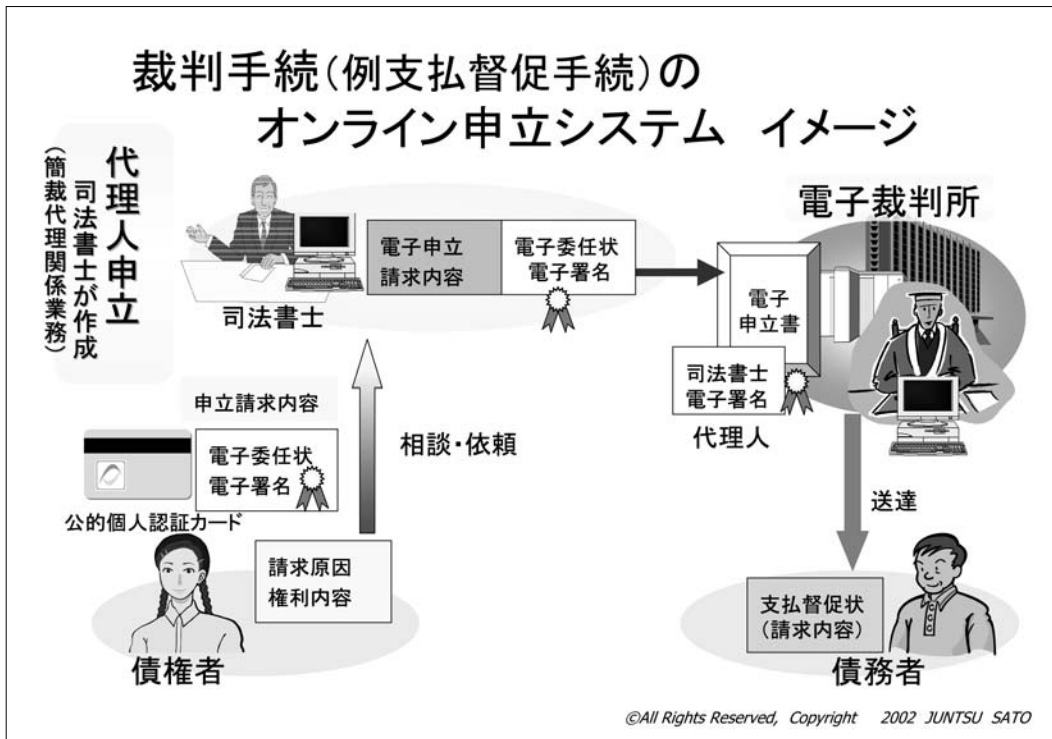 裁判手続(例支払督促手続)の
オンライン申立システム　イメージ
代理人申立
司法書士が作成
(簡裁代理関係業務)
司法書士
電子申立
請求内容
電子委任状
電子署名
電子裁判所
電子
申立書
司法書士
電子署名
代理人
申立請求内容
電子委任状
電子署名
公的個人認証カード
相談・依頼
請求原因
権利内容
債権者
送達
支払督促状
(請求内容)
債務者
©All Rights Reserved, Copyright 2002 JUNTSU SATO